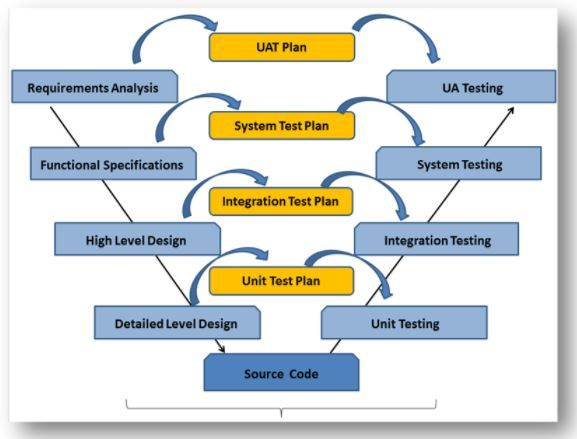 UAT Plan
Requirements Analysis
UA Testing
System Test Plan
Functional Specifications
System Testing
Integration Test Plan
High Level Design
Integration Testing
Unit Test Plan
Detailed Level Design
Unit Testing
Source Code